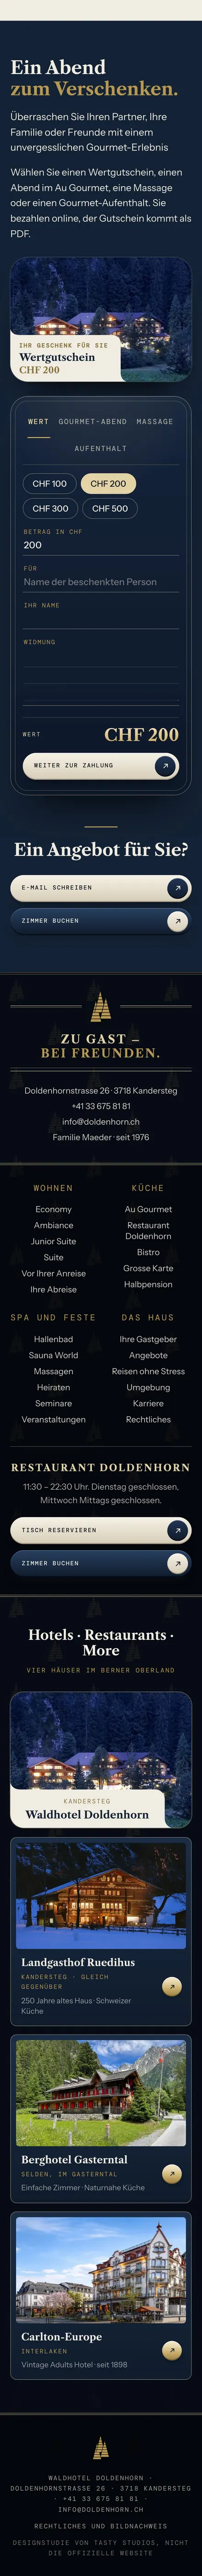 Ein Abend
zum Verschenken.
Überraschen Sie Ihren Partner, Ihre
Familie oder Freunde mit einem
unvergesslichen Gourmet-Erlebnis
Wählen Sie einen Wertgutschein, einen
Abend im Au Gourmet, eine Massage
oder einen Gourmet-Aufenthalt. Sie
bezahlen online, der Gutschein kommt als
PDF.
IHR GESCHENK FÜR SIE
Wertgutschein
CHF 200
WERT GOURMET-ABEND MASSAGE
AUFENTHALT
CHF 100 CHF 200
CHF 300 CHF 500
BETRAG IN CHF
200
FÜR
Name der beschenkten Person
IHR NAME
WIDMUNG
WERT CHF 200
WEITER ZUR ZAHLUNG
Ein Angebot für Sie?
E-MAIL SCHREIBEN
ZIMMER BUCHEN
ZU GAST –
BEI FREUNDEN.
Doldenhornstrasse 26 · 3718 Kandersteg
+41 33 675 81 81
info@doldenhorn.ch
Familie Maeder · seit 1976
WOHNEN
Economy
Ambiance
Junior Suite
Suite
Vor Ihrer Anreise
Ihre Abreise
KÜCHE
Au Gourmet
Restaurant
Doldenhorn
Bistro
Grosse Karte
Halbpension
SPA UND FESTE
Hallenbad
Sauna World
Massagen
Heiraten
Seminare
Veranstaltungen
DAS HAUS
Ihre Gastgeber
Angebote
Reisen ohne Stress
Umgebung
Karriere
Rechtliches
RESTAURANT DOLDENHORN
11:30 – 22:30 Uhr. Dienstag geschlossen,
Mittwoch Mittags geschlossen.
TISCH RESERVIEREN
ZIMMER BUCHEN
Hotels · Restaurants ·
More
VIER HÄUSER IM BERNER OBERLAND
KANDERSTEG
Waldhotel Doldenhorn
Landgasthof Ruedihus
KANDERSTEG · GLEICH
GEGENÜBER
250 Jahre altes Haus · Schweizer
Küche
Berghotel Gasterntal
SELDEN, IM GASTERNTAL
Einfache Zimmer · Naturnahe Küche
Carlton-Europe
INTERLAKEN
Vintage Adults Hotel · seit 1898
WALDHOTEL DOLDENHORN ·
DOLDENHORNSTRASSE 26 · 3718 KANDERSTEG
· +41 33 675 81 81 ·
INFO@DOLDENHORN.CH
RECHTLICHES UND BILDNACHWEIS
DESIGNSTUDIE VON TASTY STUDIOS, NICHT
DIE OFFIZIELLE WEBSITE